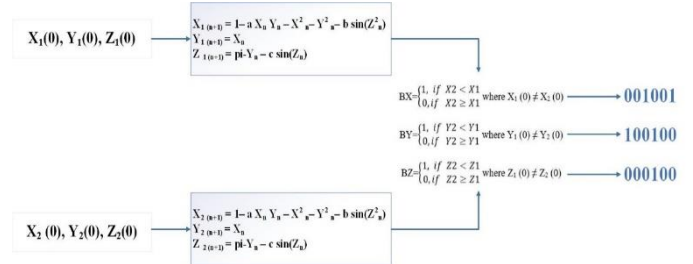 X₁(0), Y₁(0), Z₁(0)
X₁ ₍ₙ₊₁₎ = 1– a Xₙ Yₙ – X²ₙ – Y²ₙ – b sin(Z²ₙ)
Y₁ ₍ₙ₊₁₎ = Xₙ
Z ₁₍ₙ₊₁₎ = pi-Yₙ – c sin(Zₙ)
BX={1, if X2 < X1
{0,if X2 ≥ X1 where X₁ (0) ≠ X₂ (0)
001001
BY={1, if Y2 < Y1
{0,if Y2 ≥ Y1 where Y₁ (0) ≠ Y₂ (0)
100100
BZ={1, if Z2 < Z1
{0,if Z2 ≥ Z1 where Z₁ (0) ≠ Z₂ (0)
000100
X₂ (0), Y₂(0), Z₂(0)
X₂ ₍ₙ₊₁₎ = 1– a Xₙ Yₙ – X²ₙ – Y²ₙ – b sin(Z²ₙ)
Y₂ ₍ₙ₊₁₎ = Xₙ
Z ₂₍ₙ₊₁₎ = pi-Yₙ – c sin(Zₙ)